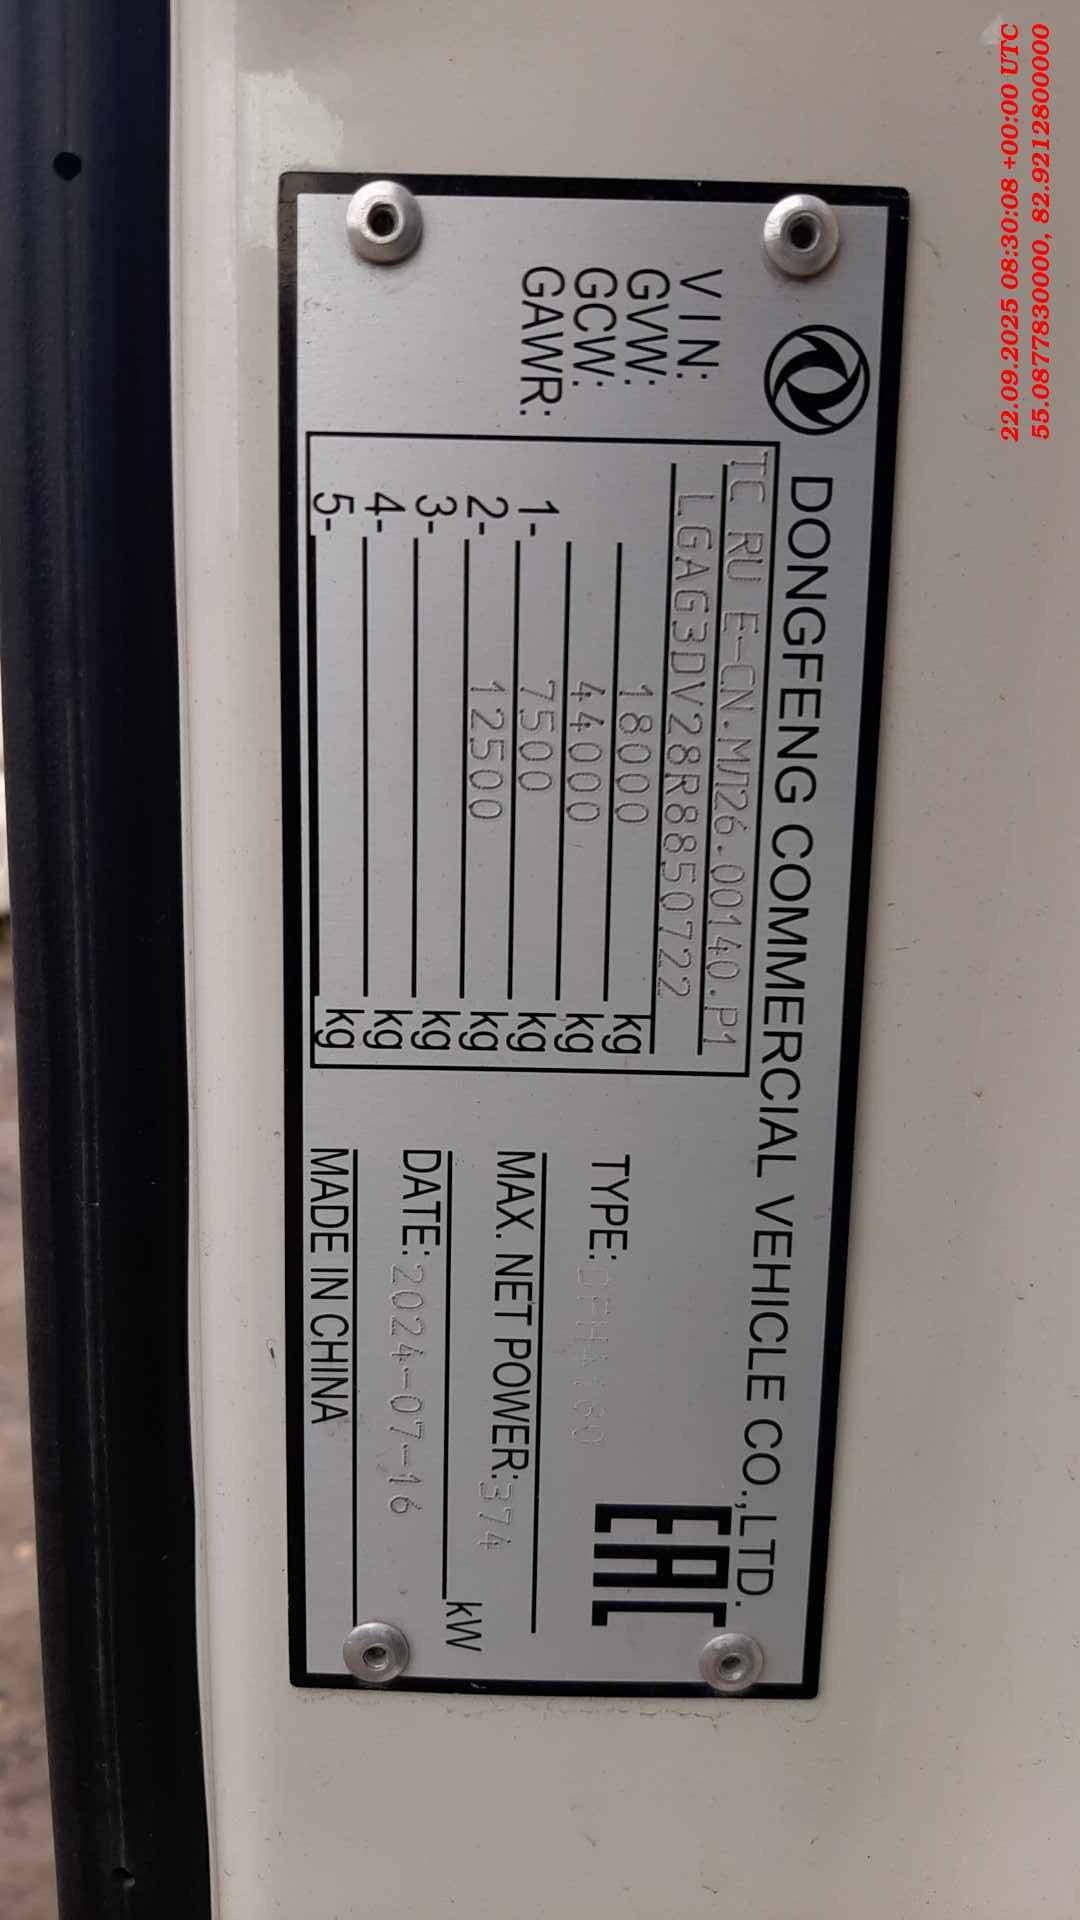 22.09.2025 08:30:08 +00:00 UTC
55.0877830000, 82.9212800000
DONGFENG COMMERCIAL VEHICLE CO.,LTD.
TC RU E-CN.МЛ26.00140.P1
VIN: LGAG3DV28R8850722
GVW: 18000 kg
GCW: 44000 kg
GAWR: 1- 7500 kg
2- 12500 kg
3- kg
4- kg
5- kg
TYPE:
EAC
MAX. NET POWER: 374 kW
DATE: 2024-07-16
MADE IN CHINA